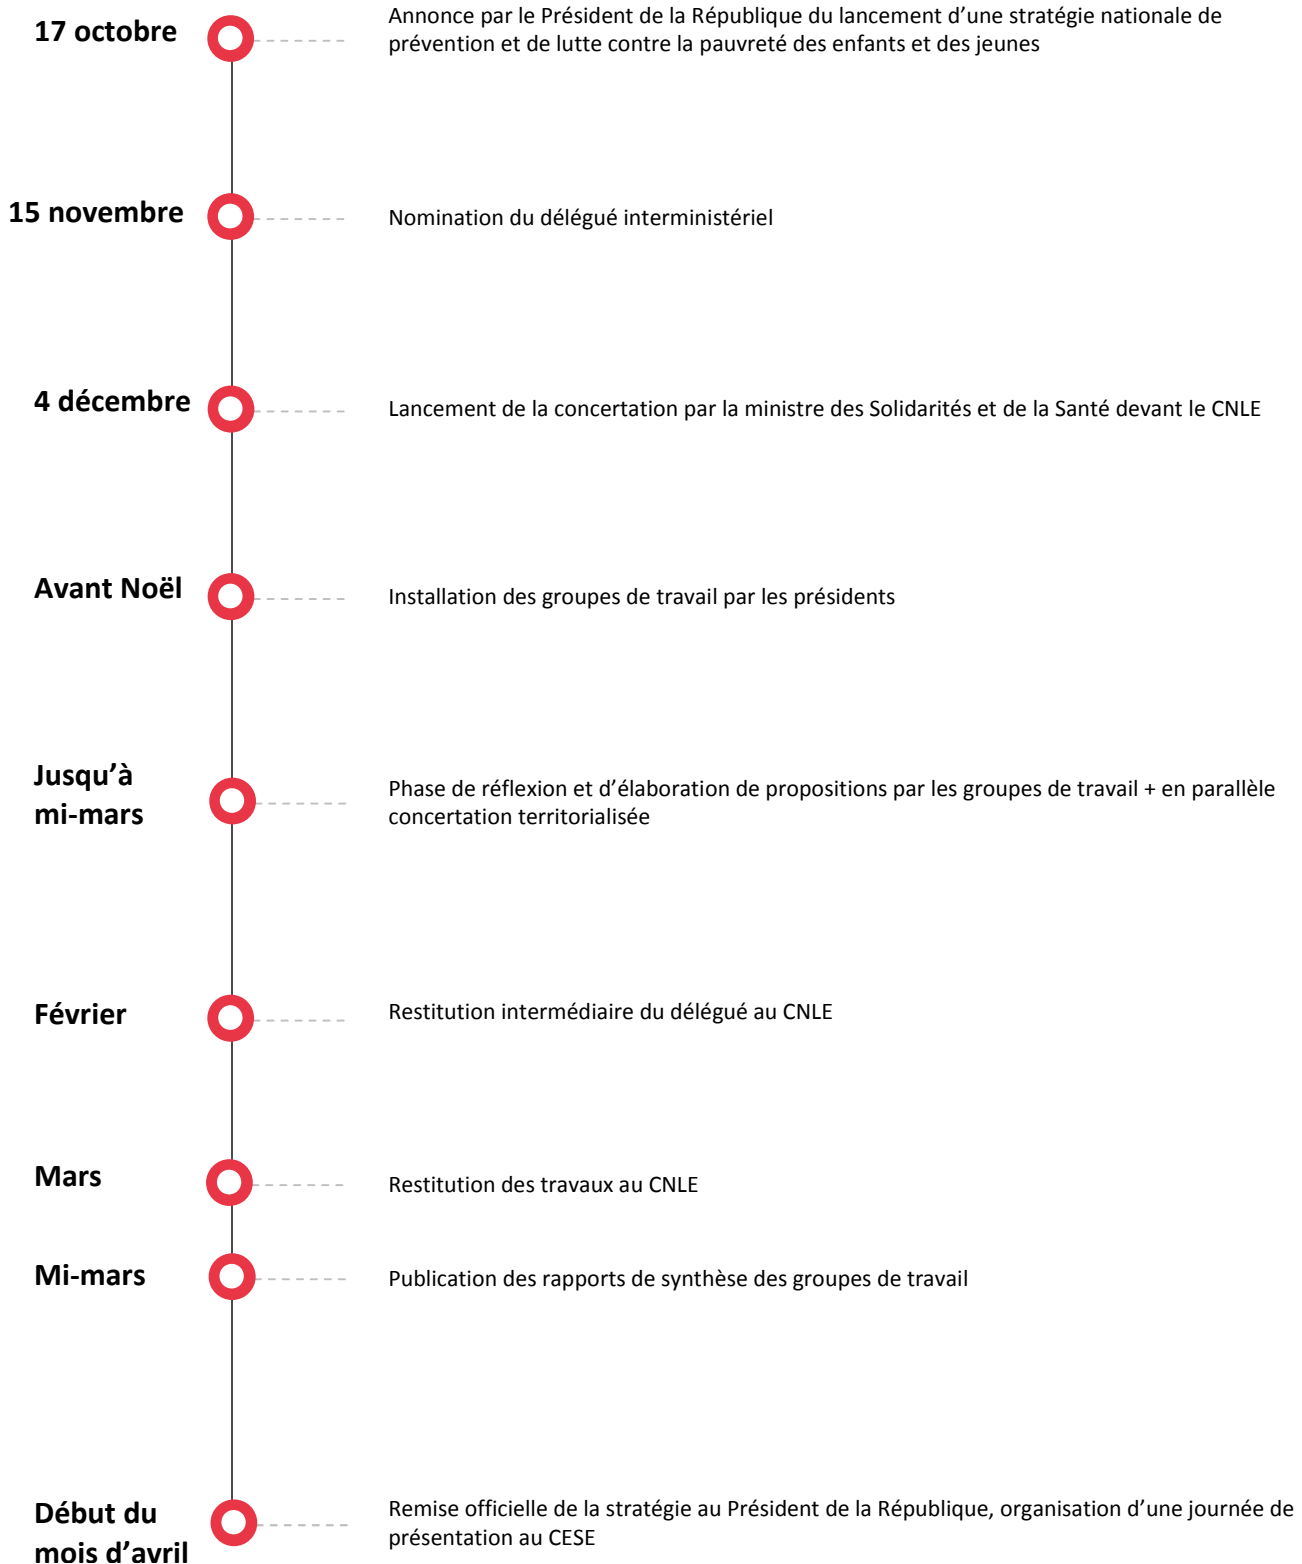 17 octobre
Annonce par le Président de la République du lancement d’une stratégie nationale de
prévention et de lutte contre la pauvreté des enfants et des jeunes
15 novembre
Nomination du délégué interministériel
4 décembre
Lancement de la concertation par la ministre des Solidarités et de la Santé devant le CNLE
Avant Noël
Installation des groupes de travail par les présidents
Jusqu’à
mi-mars
Phase de réflexion et d’élaboration de propositions par les groupes de travail + en parallèle
concertation territorialisée
Février
Restitution intermédiaire du délégué au CNLE
Mars
Restitution des travaux au CNLE
Mi-mars
Publication des rapports de synthèse des groupes de travail
Début du
mois d’avril
Remise officielle de la stratégie au Président de la République, organisation d’une journée de
présentation au CESE